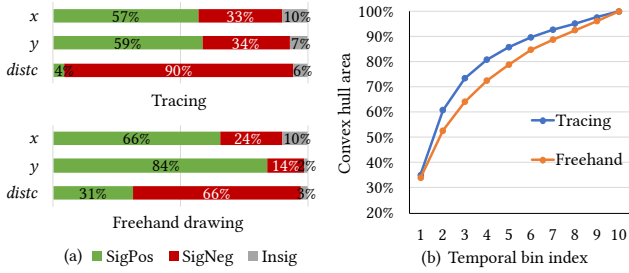 x 57% 33% 10%
y 59% 34% 7%
distc 4% 90% 6%
Tracing
x 66% 24% 10%
y 84% 14% 2%
distc 31% 66% 3%
Freehand drawing
(a) SigPos SigNeg Insig
Convex hull area
100%
90%
80%
70%
60%
50%
40%
30%
20%
Tracing
Freehand
1 2 3 4 5 6 7 8 9 10
(b) Temporal bin index